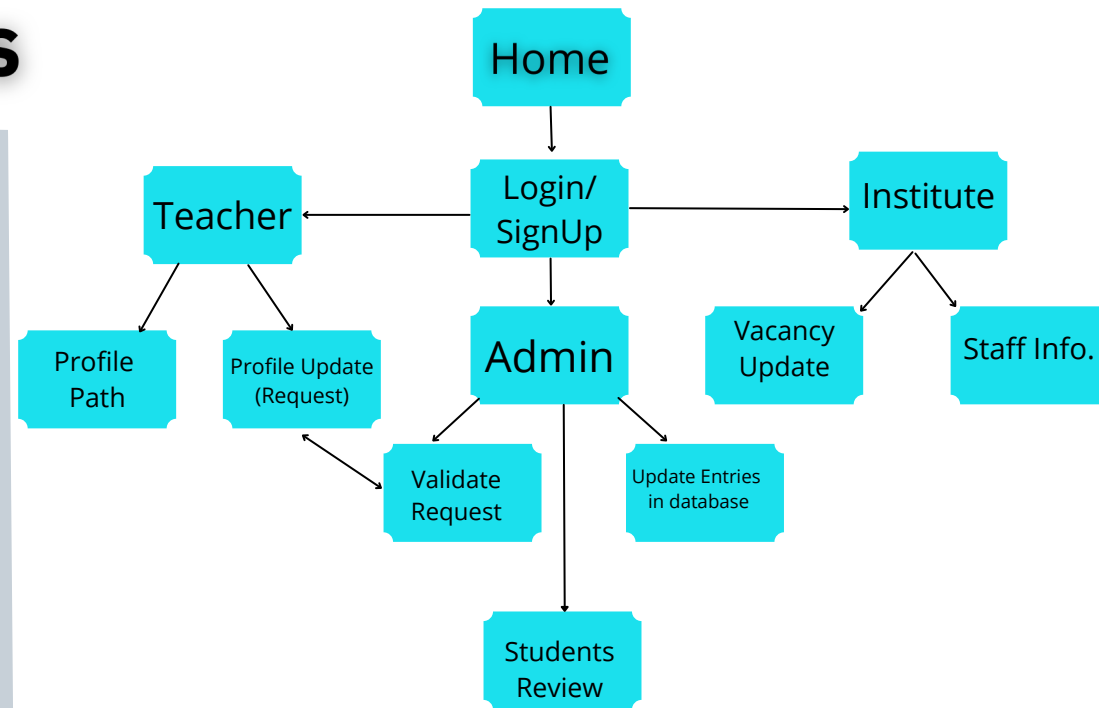 s
Home
Login/
SignUp
Teacher
Institute
Profile
Path
Profile Update
(Request)
Admin
Vacancy
Update
Staff Info.
Validate
Request
Update Entries
in database
Students
Review